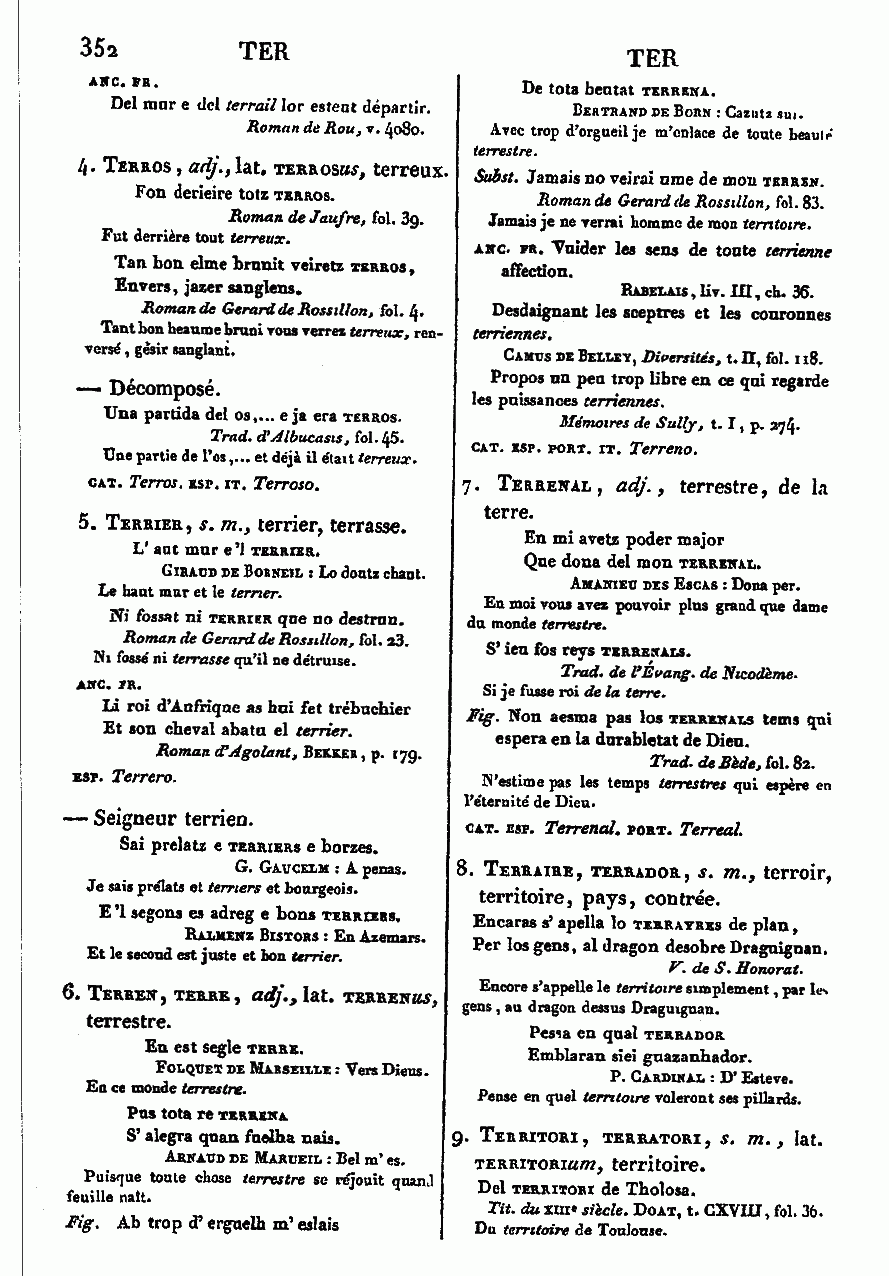 352 TER
TER
ANC. FR.
Del mur e del terrail lor estent départir.
Roman de Rou, v. 4080.
4. TERROS, adj., lat. TERROSUS, terreux.
Fon derieire totz TERROS.
Roman de Jaufre, fol. 39.
Fut derrière tout terreux.
Tan bon elme brunit veiretz TERROS,
Envers, jazer sanglens.
Roman de Gerard de Rossillon, fol. 4.
Tant bon heaume bruni vous verrez terreux, ren-
versé, gésir sanglant.
— Décomposé.
Una partida del os,... e ja era TERROS.
Trad. d'Albucasis, fol. 45.
Une partie de l'os,... et déjà il était terreux.
CAT. Terros. ESP. IT. Terroso.
5. TERRIER, s. m., terrier, terrasse.
L' aut mur e 'l TERRIER.
GIRAUD DE BORNEIL : Lo doutz chant.
Le haut mur et le terrier.
Ni fossat ni TERRIER que no destrun.
Roman de Gerard de Rossillon, fol. 23.
Ni fossé ni terrasse qu'il ne détruise.
ANC. FR.
Li roi d'Aufrique as hui fet trébuchier
Et son cheval abatu el terrier.
Roman d'Agolant, BEKKER, p. 179.
ESP. Terrero.
— Seigneur terrien.
Sai prelatz e TERRIERS e borzes.
G. GAUCELM : A penas.
Je sais prélats et terriers et bourgeois.
E 'l segons es adreg e bons TERRIERS.
RALMENZ BISTORS : En Azemars.
Et le second est juste et bon terrier.
6. TERREN, TERRE, adj., lat. TERRENUS,
terrestre.
En est segle TERRE.
FOLQUET DE MARSEILLE : Vers Dieus.
En ce monde terrestre.
Pus tota re TERRENA
S' alegra quan fuelha nais.
ARNAUD DE MARUEIL : Bel m' es.
Puisque toute chose terrestre se réjouit quand
feuille naît.
Fig. Ab trop d' erguelh m' eslais
De tota beutat TERRENA.
BERTRAND DE BORN : Cazutz sui.
Avec trop d'orgueil je m'enlace de toute beauté
terrestre.
Subst. Jamais no veirai ume de mon TERREN.
Roman de Gerard de Rossillon, fol. 83.
Jamais je ne verrai homme de mon territoire.
ANC. FR. Vuider les sens de toute terrienne
affection.
RABELAIS, liv. III, ch. 36.
Desdaignant les sceptres et les couronnes
terriennes.
CAMUS DE BELLEY, Diversités, t. II, fol. 118.
Propos un peu trop libre en ce qui regarde
les puissances terriennes.
Mémoires de Sully, t. I, p. 274.
CAT. ESP. PORT. IT. Terreno.
7. TERRENAL, adj., terrestre, de la
terre.
En mi avetz poder major
Que dona del mon TERRENAL.
AMANIEU DES ESCAS : Dona per.
En moi vous avez pouvoir plus grand que dame
du monde terrestre.
S' ieu fos reys TERRENALS.
Trad. de l'Évang. de Nicodème.
Si je fusse roi de la terre.
Fig. Non aesma pas los TERRENALS tems qui
espera en la durabletat de Dieu.
Trad. de Bède, fol. 82.
N'estime pas les temps terrestres qui espère en
l'éternité de Dieu.
CAT. ESP. Terrenal. PORT. Terreal.
8. TERRAIRE, TERRADOR, s. m., terroir,
territoire, pays, contrée.
Encaras s' apella lo TERRAYRES de plan,
Per los gens, al dragon desobre Draguignan.
V. de S. Honorat.
Encore s'appelle le territoire simplement, par les
gens, au dragon dessus Draguignan.
Pessa en qual TERRADOR
Emblaran siei guazanhador.
P. CARDINAL : D' Esteve.
Pense en quel territoire voleront ses pillards.
9. TERRITORI, TERRATORI, s. m., lat.
TERRITORIUM, territoire.
Del TERRITORI de Tholosa.
Tit. du XIIIe siècle. DOAT, t. CXVIII, fol. 36.
Du territoire de Toulouse.